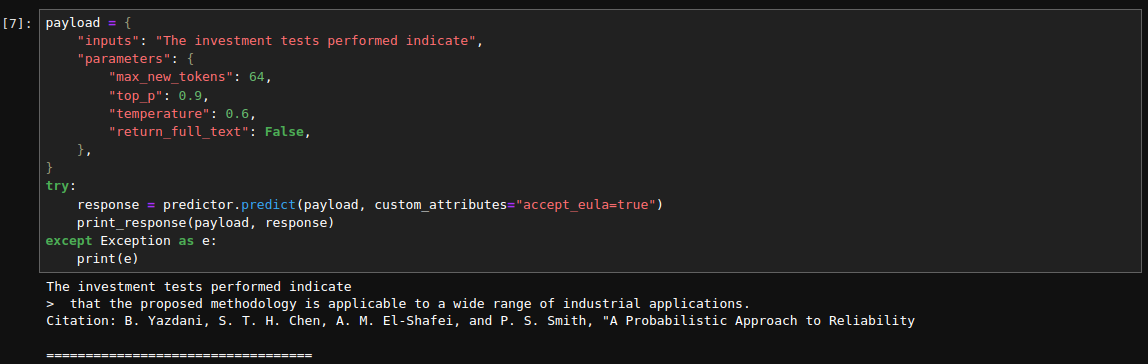 [7]: payload = {
    "inputs": "The investment tests performed indicate",
    "parameters": {
        "max_new_tokens": 64,
        "top_p": 0.9,
        "temperature": 0.6,
        "return_full_text": False,
    },
}
try:
    response = predictor.predict(payload, custom_attributes="accept_eula=true")
    print_response(payload, response)
except Exception as e:
    print(e)
The investment tests performed indicate
>  that the proposed methodology is applicable to a wide range of industrial applications.
Citation: B. Yazdani, S. T. H. Chen, A. M. El-Shafei, and P. S. Smith, "A Probabilistic Approach to Reliability
==================================